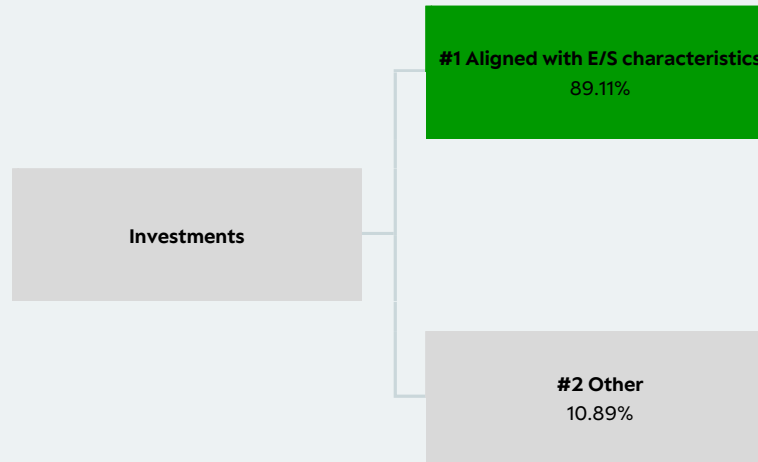 #1 Aligned with E/S characteristics
89.11%
Investments
#2 Other
10.89%